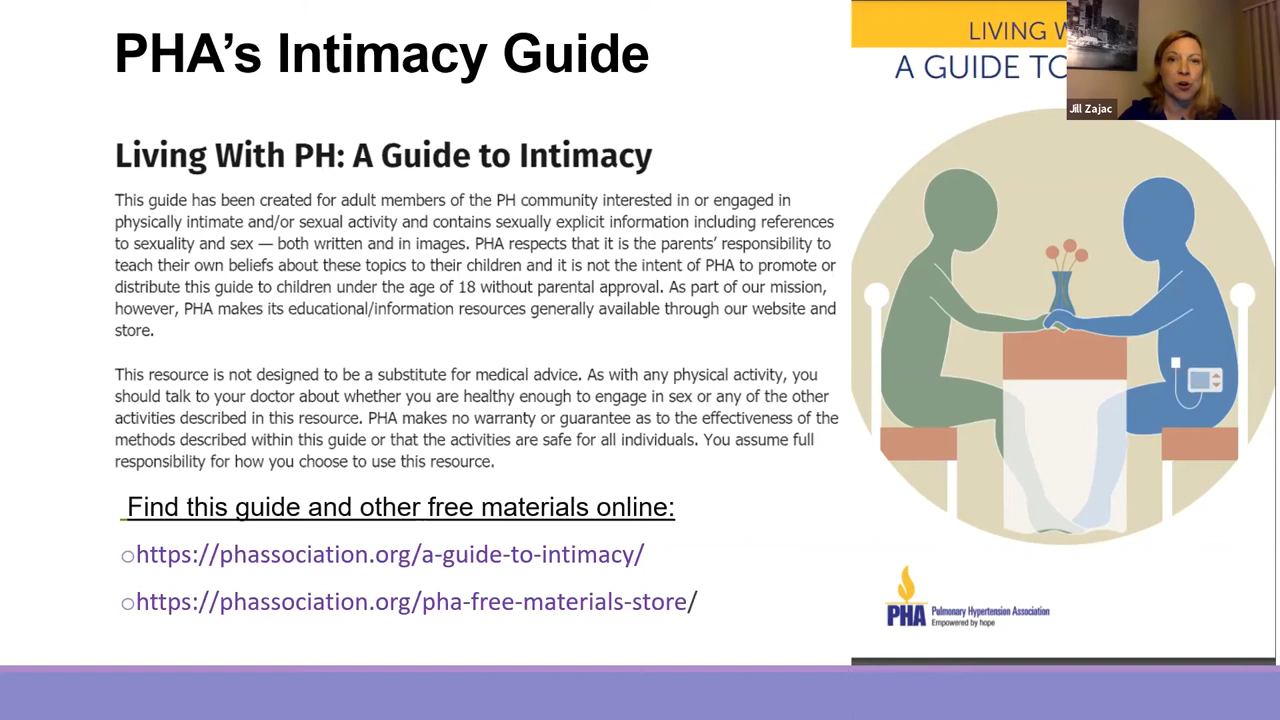 PHA's Intimacy Guide
Living With PH: A Guide to Intimacy
This guide has been created for adult members of the PH community interested in or engaged in
physically intimate and/or sexual activity and contains sexually explicit information including references
to sexuality and sex — both written and in images. PHA respects that it is the parents' responsibility to
teach their own beliefs about these topics to their children and it is not the intent of PHA to promote or
distribute this guide to children under the age of 18 without parental approval. As part of our mission,
however, PHA makes its educational/information resources generally available through our website and
store.
This resource is not designed to be a substitute for medical advice. As with any physical activity, you
should talk to your doctor about whether you are healthy enough to engage in sex or any of the other
activities described in this resource. PHA makes no warranty or guarantee as to the effectiveness of the
methods described within this guide or that the activities are safe for all individuals. You assume full
responsibility for how you choose to use this resource.
Find this guide and other free materials online:
https://phassociation.org/a-guide-to-intimacy/
https://phassociation.org/pha-free-materials-store/
LIVING
A GUIDE TO
Jill Zajac
PHA Pulmonary Hypertension Association
Empowered by hope